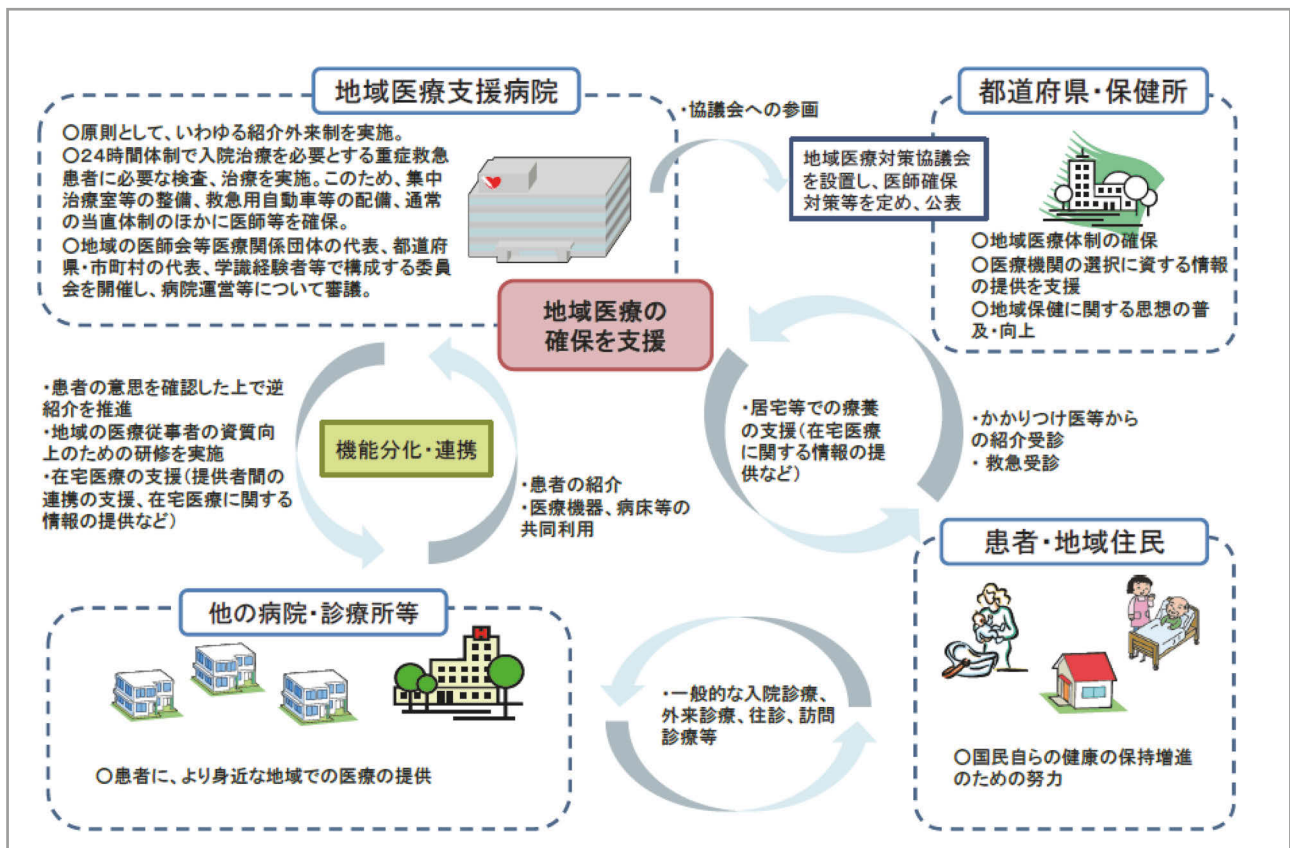 地域医療支援病院
○原則として、いわゆる紹介外来制を実施。
○24時間体制で入院治療を必要とする重症救急
患者に必要な検査、治療を実施。このため、集中
治療室等の整備、救急用自動車等の配備、通常
の当直体制のほかに医師等を確保。
○地域の医師会等医療関係団体の代表、都道府
県・市町村の代表、学識経験者等で構成する委員
会を開催し、病院運営等について審議。
・協議会への参画
都道府県・保健所
地域医療対策協議会
を設置し、医師確保
対策等を定め、公表
○地域医療体制の確保
○医療機関の選択に資する情報
の提供を支援
○地域保健に関する思想の普
及・向上
地域医療の
確保を支援
・患者の意思を確認した上で逆
紹介を推進
・地域の医療従事者の資質向
上のための研修を実施
・在宅医療の支援(提供者間の
連携の支援、在宅医療に関する
情報の提供など)
機能分化・連携
・患者の紹介
・医療機器、病床等の
共同利用
・居宅等での療養
の支援(在宅医療
に関する情報の提
供など)
・かかりつけ医等から
の紹介受診
・救急受診
他の病院・診療所等
H
○患者に、より身近な地域での医療の提供
・一般的な入院診療、
外来診療、往診、訪問
診療等
患者・地域住民
○国民自らの健康の保持増進
のための努力